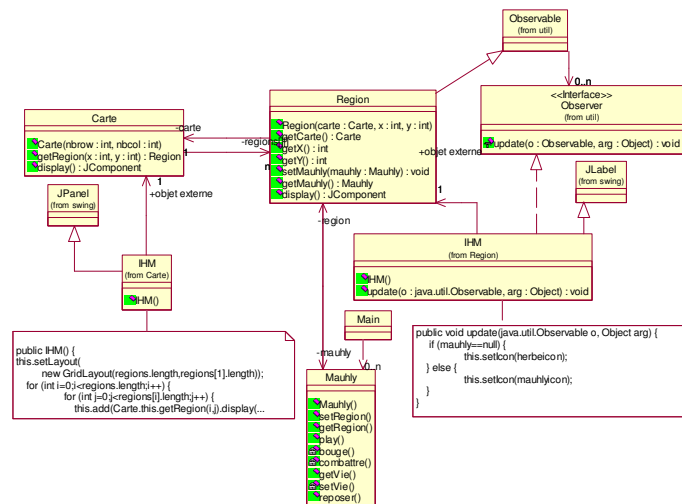 Observable
(from util)
0..n
<<Interface>>
Observer
(from util)
update(o : Observable, arg : Object) : void
Region
Region(carte : Carte, x : int, y : int)
getCarte() : Carte
getX() : int
getY() : int
setMauhly(mauhly : Mauhly) : void
getMauhly() : Mauhly
display() : JComponent
Carte
Carte(nbrow : int, nbcol : int)
getRegion(x : int, y : int) : Region
display() : JComponent
-carte
1
n
+objet externe
1
JPanel
(from swing)
1
+objet externe
JLabel
(from swing)
-region
IHM
(from Carte)
IHM()
IHM
(from Region)
IHM()
update(o : java.util.Observable, arg : Object) : void
Main
0..n
-mauhly
public IHM() {
this.setLayout(
new GridLayout(regions.length,regions[1].length));
for (int i=0;i<regions.length;i++) {
for (int j=0;j<regions[i].length;j++) {
this.add(Carte.this.getRegion(i,j).display(...
public void update(java.util.Observable o, Object arg) {
if (mauhly==null) {
this.setIcon(herbeicon);
} else {
this.setIcon(mauhlyicon);
}
}
Mauhly
Mauhly()
setRegion()
getRegion()
play()
bouge()
combattre()
getVie()
setVie()
reposer()